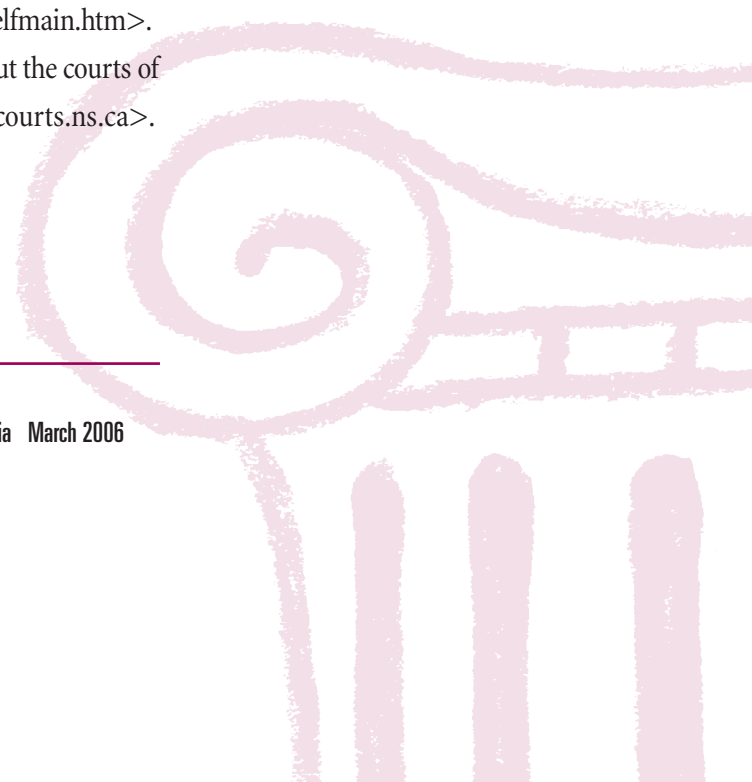 elfmain.htm>.
ut the courts of
courts.ns.ca>.
ia March 2006